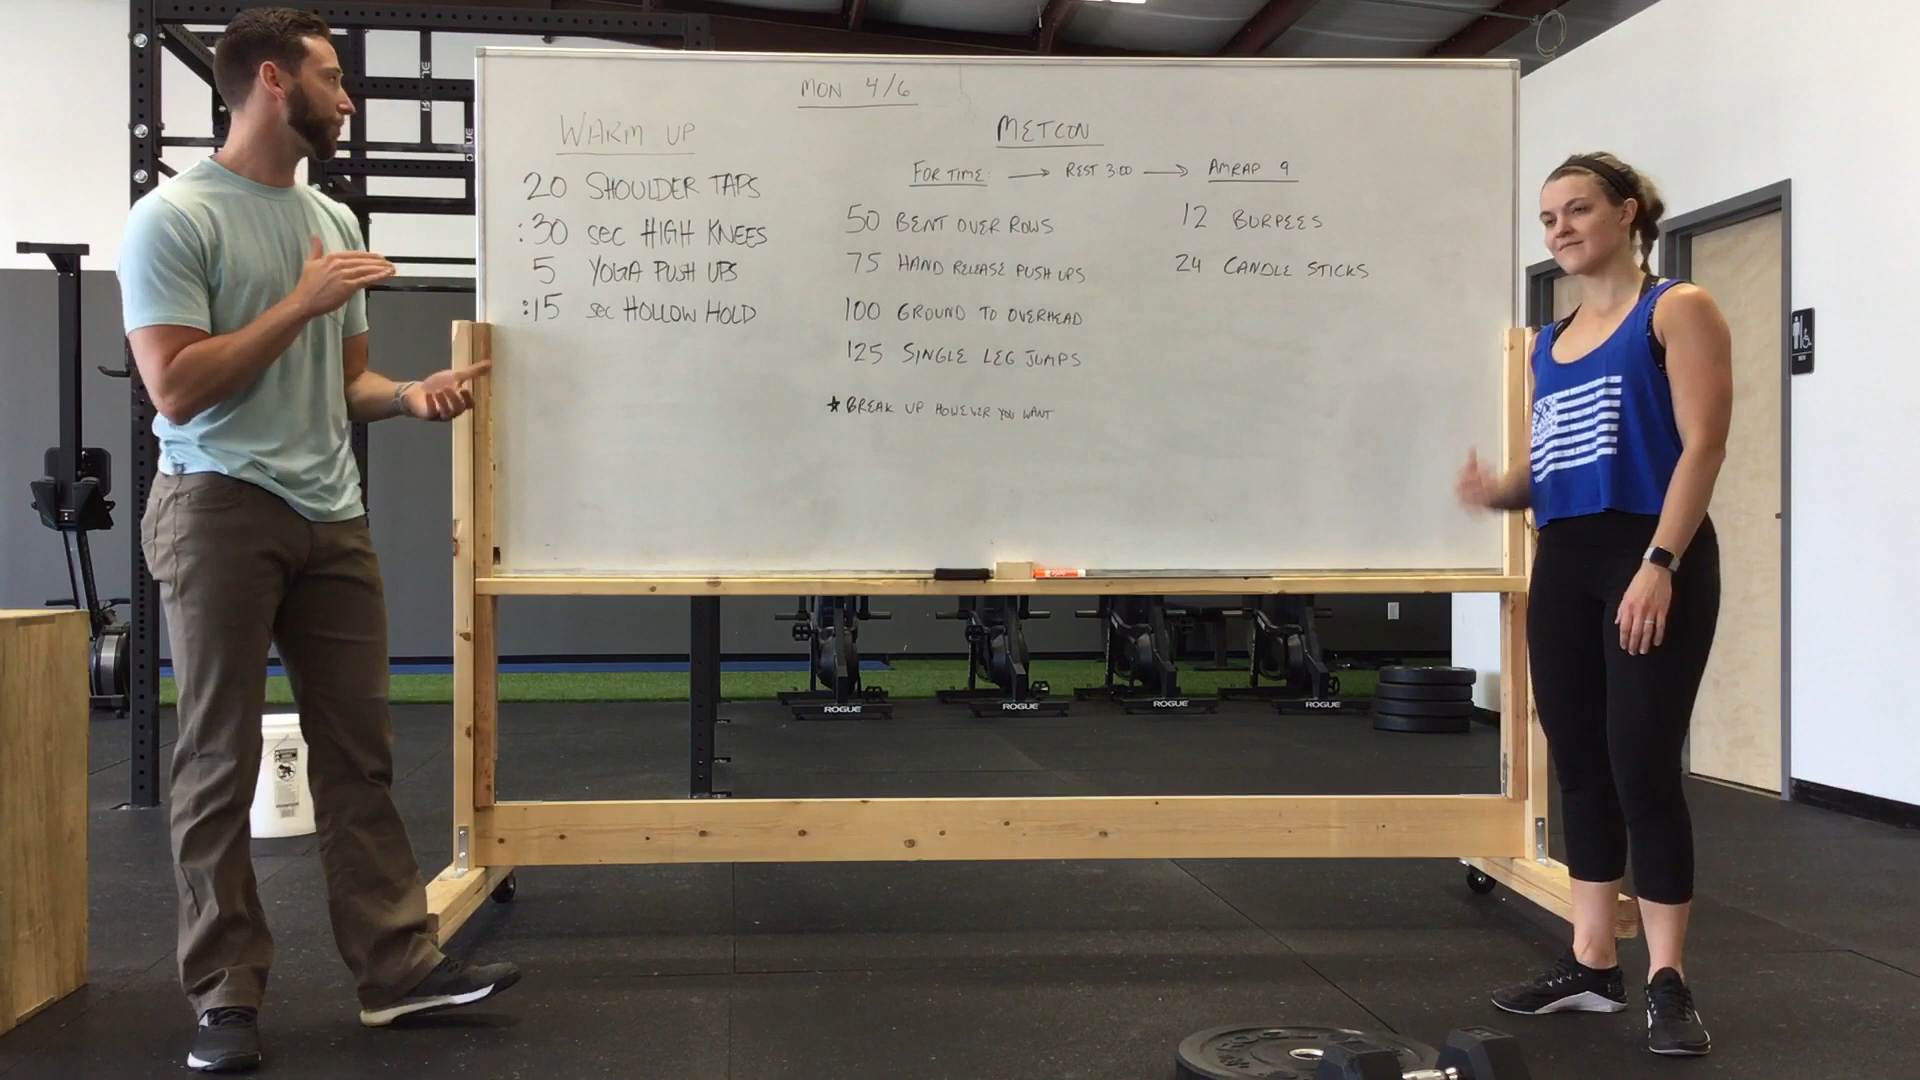 MON 4/6
WARM UP
20 SHOULDER TAPS
:30 sec HIGH KNEES
5 YOGA PUSH UPS
:15 sec HOLLOW HOLD
METCON
FOR TIME: → REST 3:00 → AMRAP 9
50 BENT OVER ROWS
75 HAND RELEASE PUSH UPS
100 GROUND TO OVERHEAD
125 SINGLE LEG JUMPS
★ BREAK UP HOWEVER YOU WANT
12 BURPEES
24 CANDLE STICKS
ROGUE
ROGUE
ROGUE
ROGUE